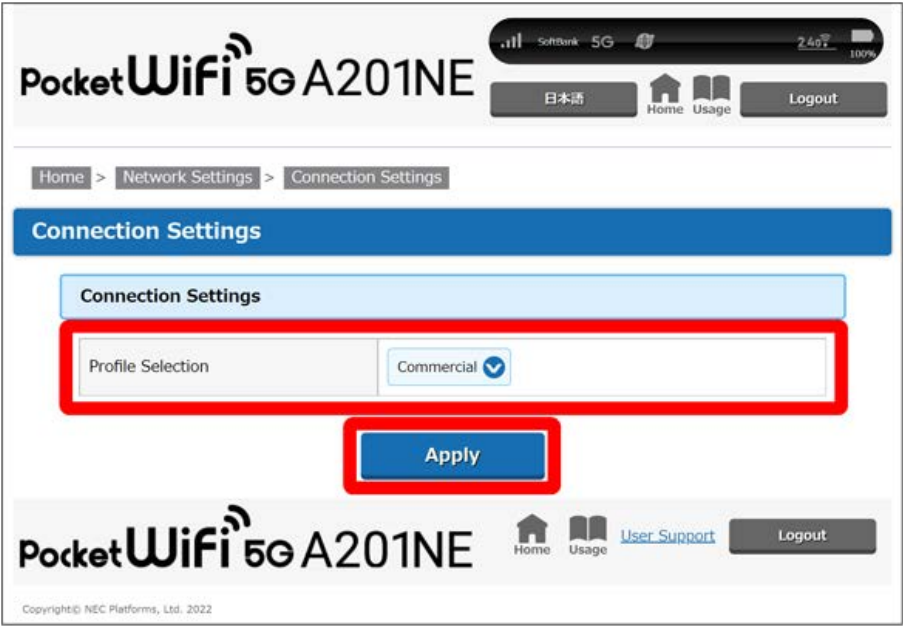 Pocket WiFi 5G A201NE
SoftBank 5G 2.4G 100%
日本語 Home Usage Logout
Home > Network Settings > Connection Settings
Connection Settings
Connection Settings
Profile Selection Commercial
Apply
Pocket WiFi 5G A201NE
Home Usage User Support Logout
Copyright© NEC Platforms, Ltd. 2022